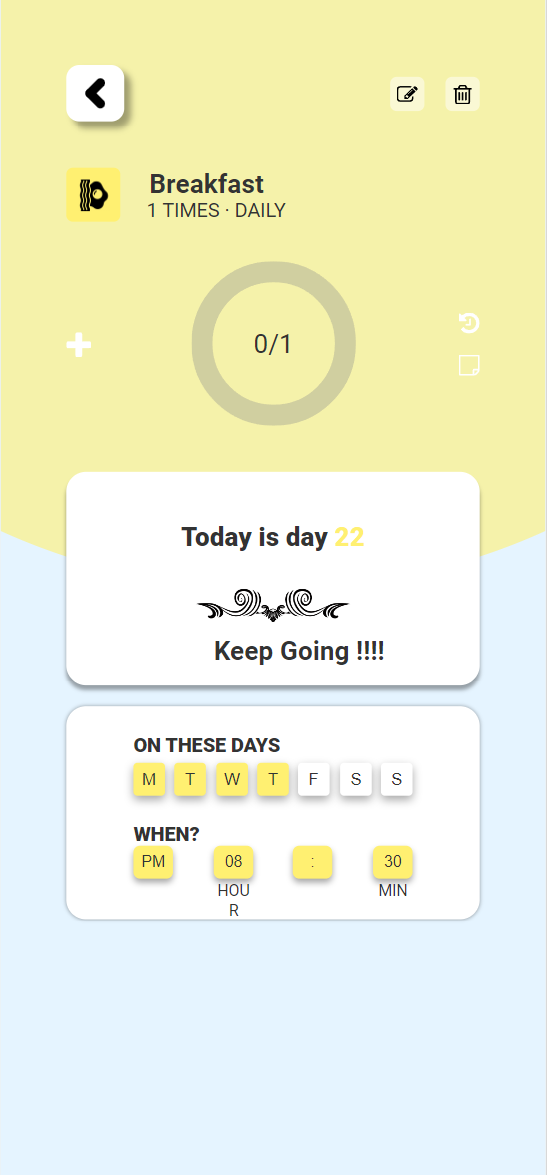 Breakfast
1 TIMES · DAILY
0/1
Today is day 22
Keep Going !!!!
ON THESE DAYS
M T W T F S S
WHEN?
PM 08 : 30
HOU MIN
R